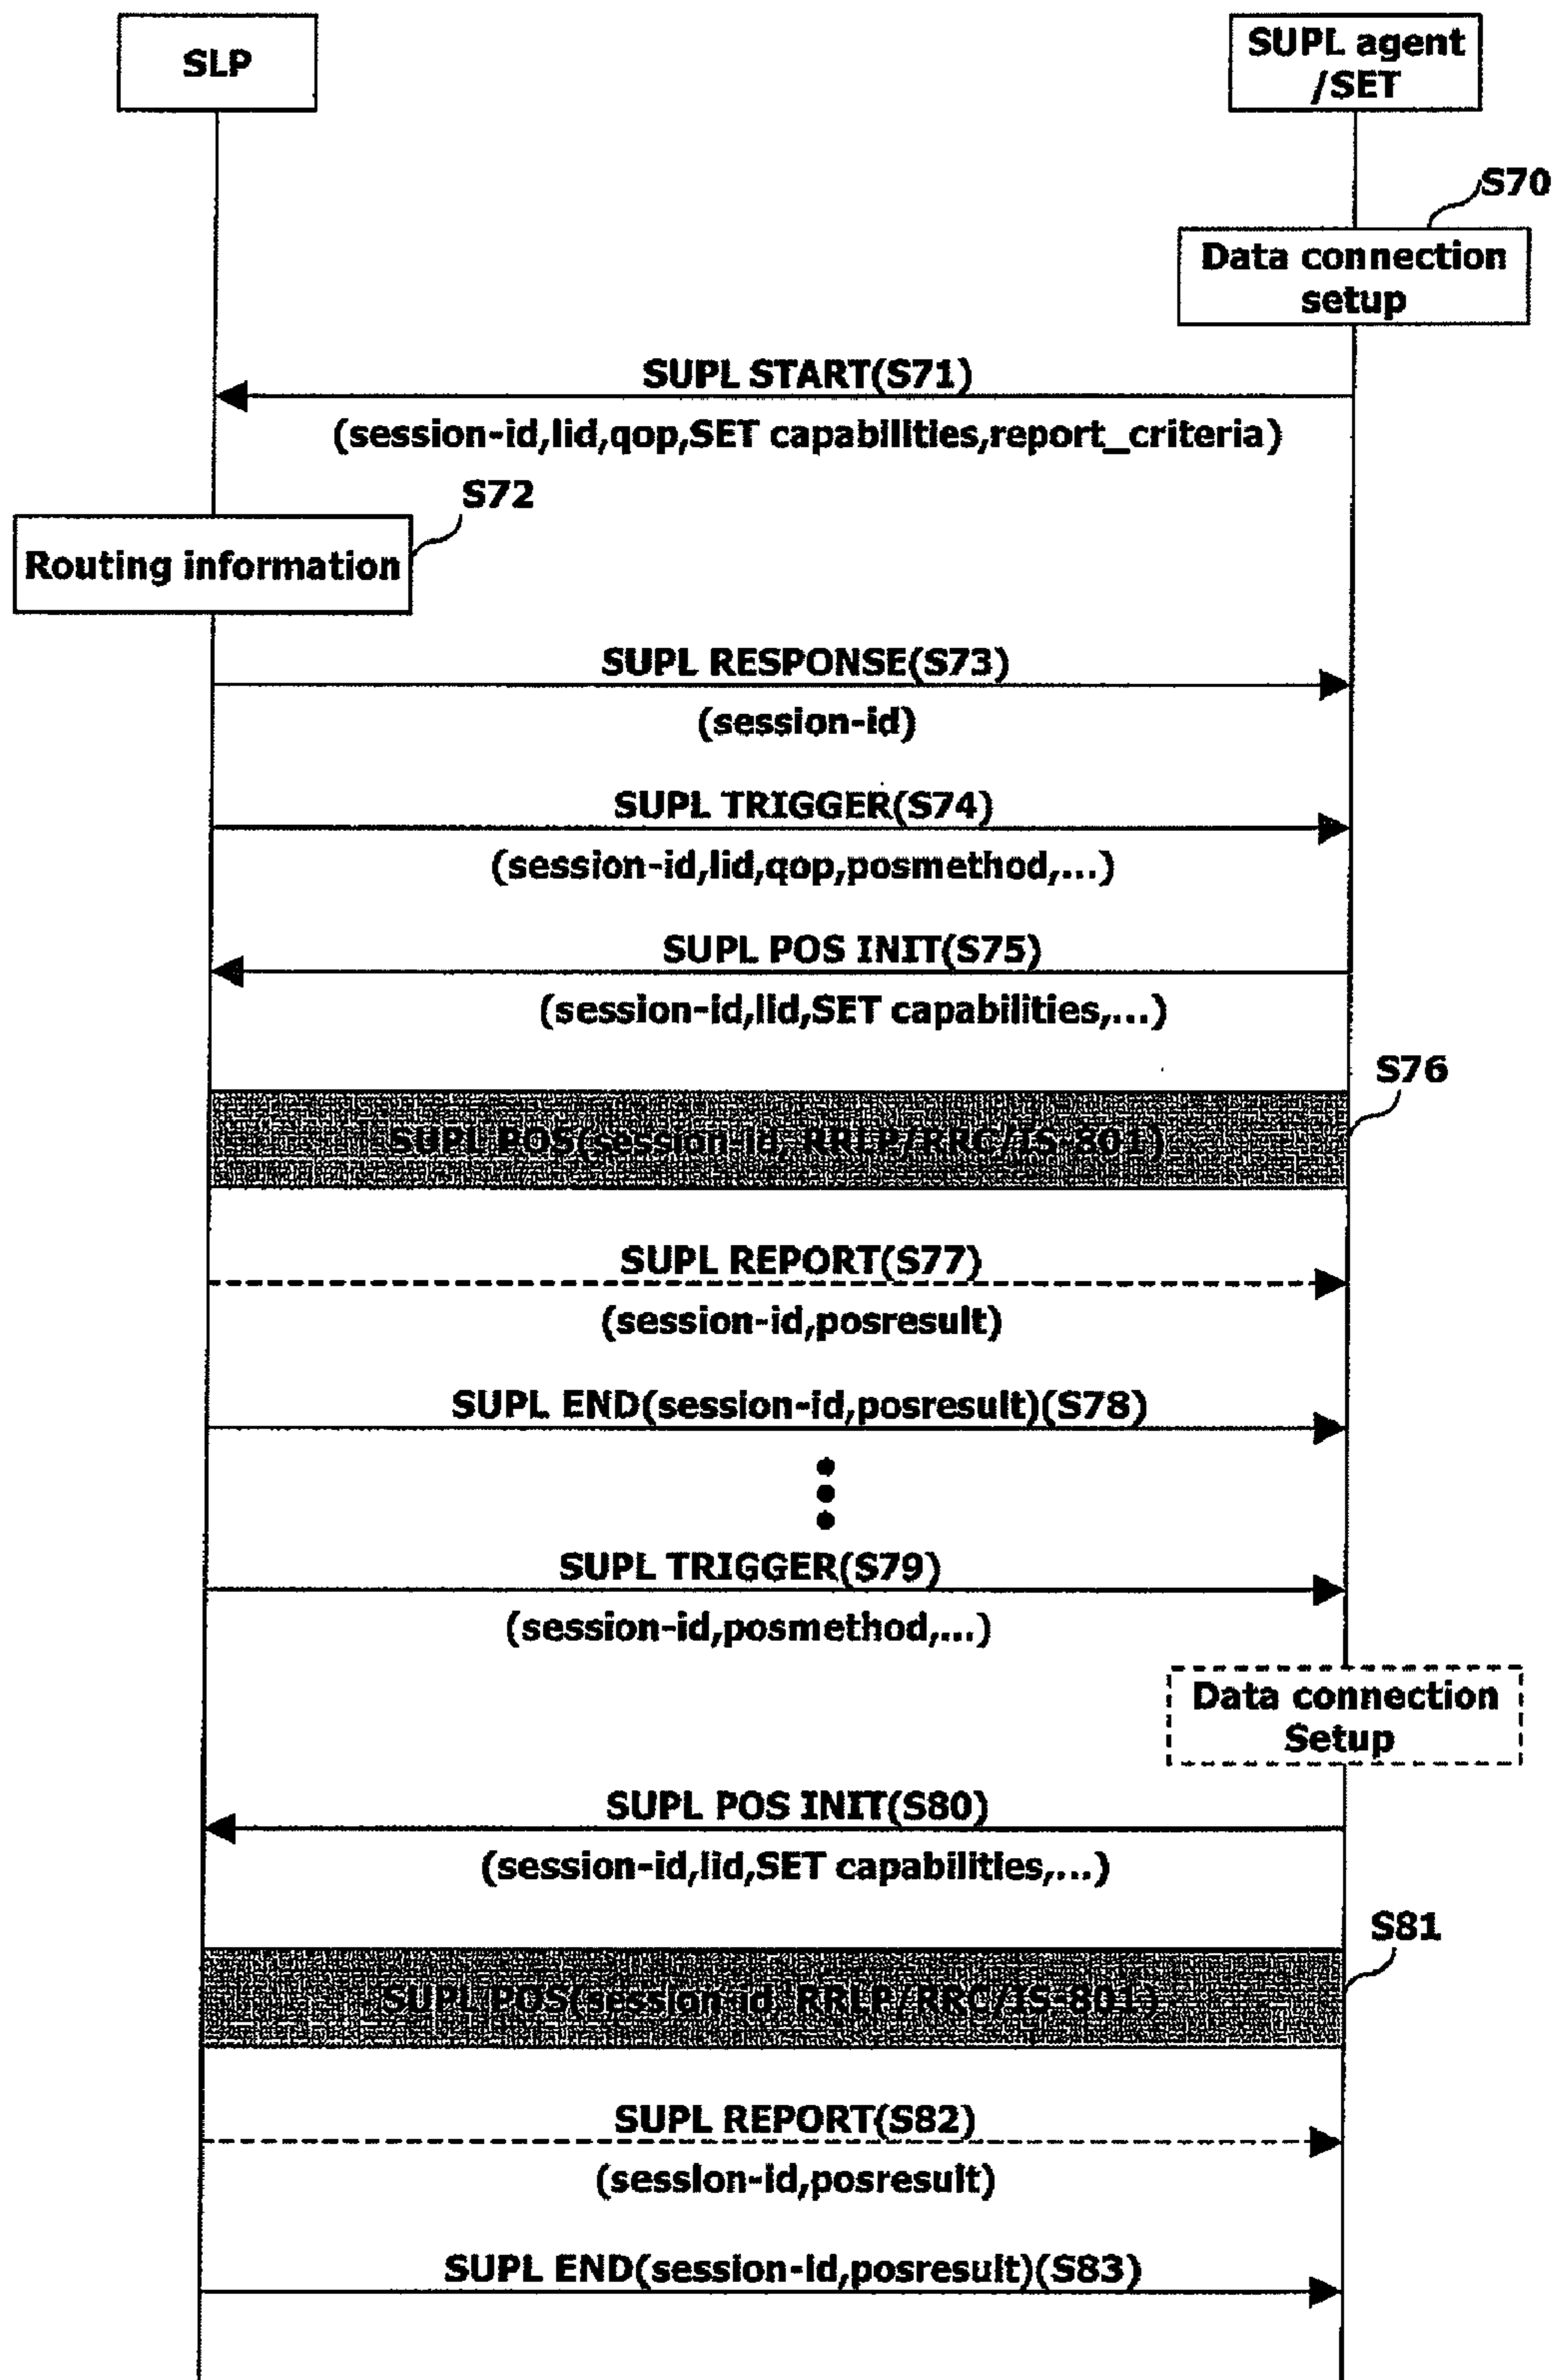 SLP
SUPL agent
/SET
S70
Data connection
setup
SUPL START(S71)
(session-id,lid,qop,SET capabilities,report_criteria)
S72
Routing information
SUPL RESPONSE(S73)
(session-id)
SUPL TRIGGER(S74)
(session-id,lid,qop,posmethod,...)
SUPL POS INIT(S75)
(session-id,lid,SET capabilities,...)
S76
SUPL POS(session-id, RRLP/RRC/IS-801)
SUPL REPORT(S77)
(session-id,posresult)
SUPL END(session-id,posresult)(S78)
SUPL TRIGGER(S79)
(session-id,posmethod,...)
Data connection
Setup
SUPL POS INIT(S80)
(session-id,lid,SET capabilities,...)
S81
SUPL POS(session-id, RRLP/RRC/IS-801)
SUPL REPORT(S82)
(session-id,posresult)
SUPL END(session-id,posresult)(S83)